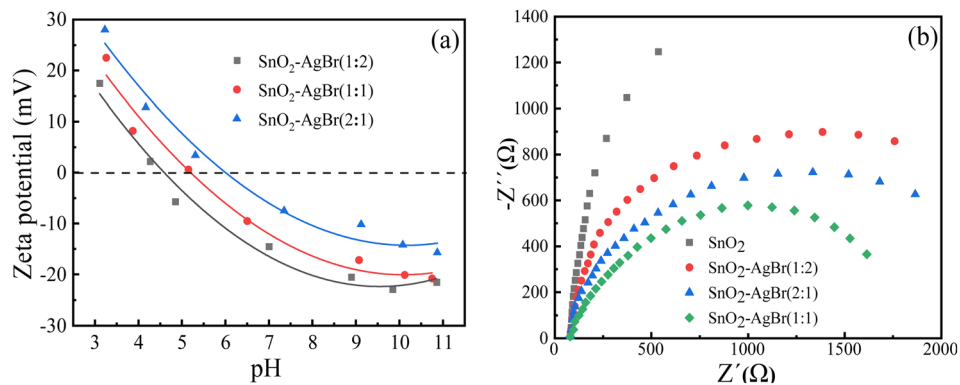 (a)
SnO2-AgBr(1:2)
SnO2-AgBr(1:1)
SnO2-AgBr(2:1)
Zeta potential (mV)
30
20
10
0
-10
-20
-30
3 4 5 6 7 8 9 10 11
pH
(b)
SnO2
SnO2-AgBr(1:2)
SnO2-AgBr(2:1)
SnO2-AgBr(1:1)
-Z´´(Ω)
1400
1200
1000
800
600
400
200
0
0 500 1000 1500 2000
Z´(Ω)